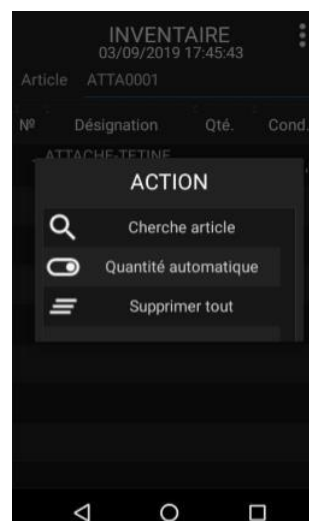 INVENTAIRE
03/09/2019 17:45:43
Article ATTA0001
Nº Désignation Qté. Cond.
ATTACHE-TETINE
ACTION
Cherche article
Quantité automatique
Supprimer tout